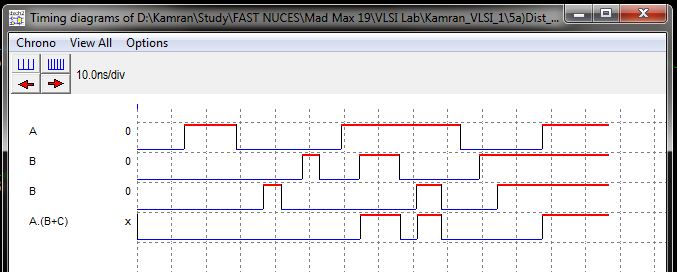 Timing diagrams of D:\Kamran\Study\FAST NUCES\Mad Max 19\VLSI Lab\Kamran_VLSI_1\5a)Dist_...
Chrono View All Options
10.0ns/div
A 0
B 0
B 0
A.(B+C) x